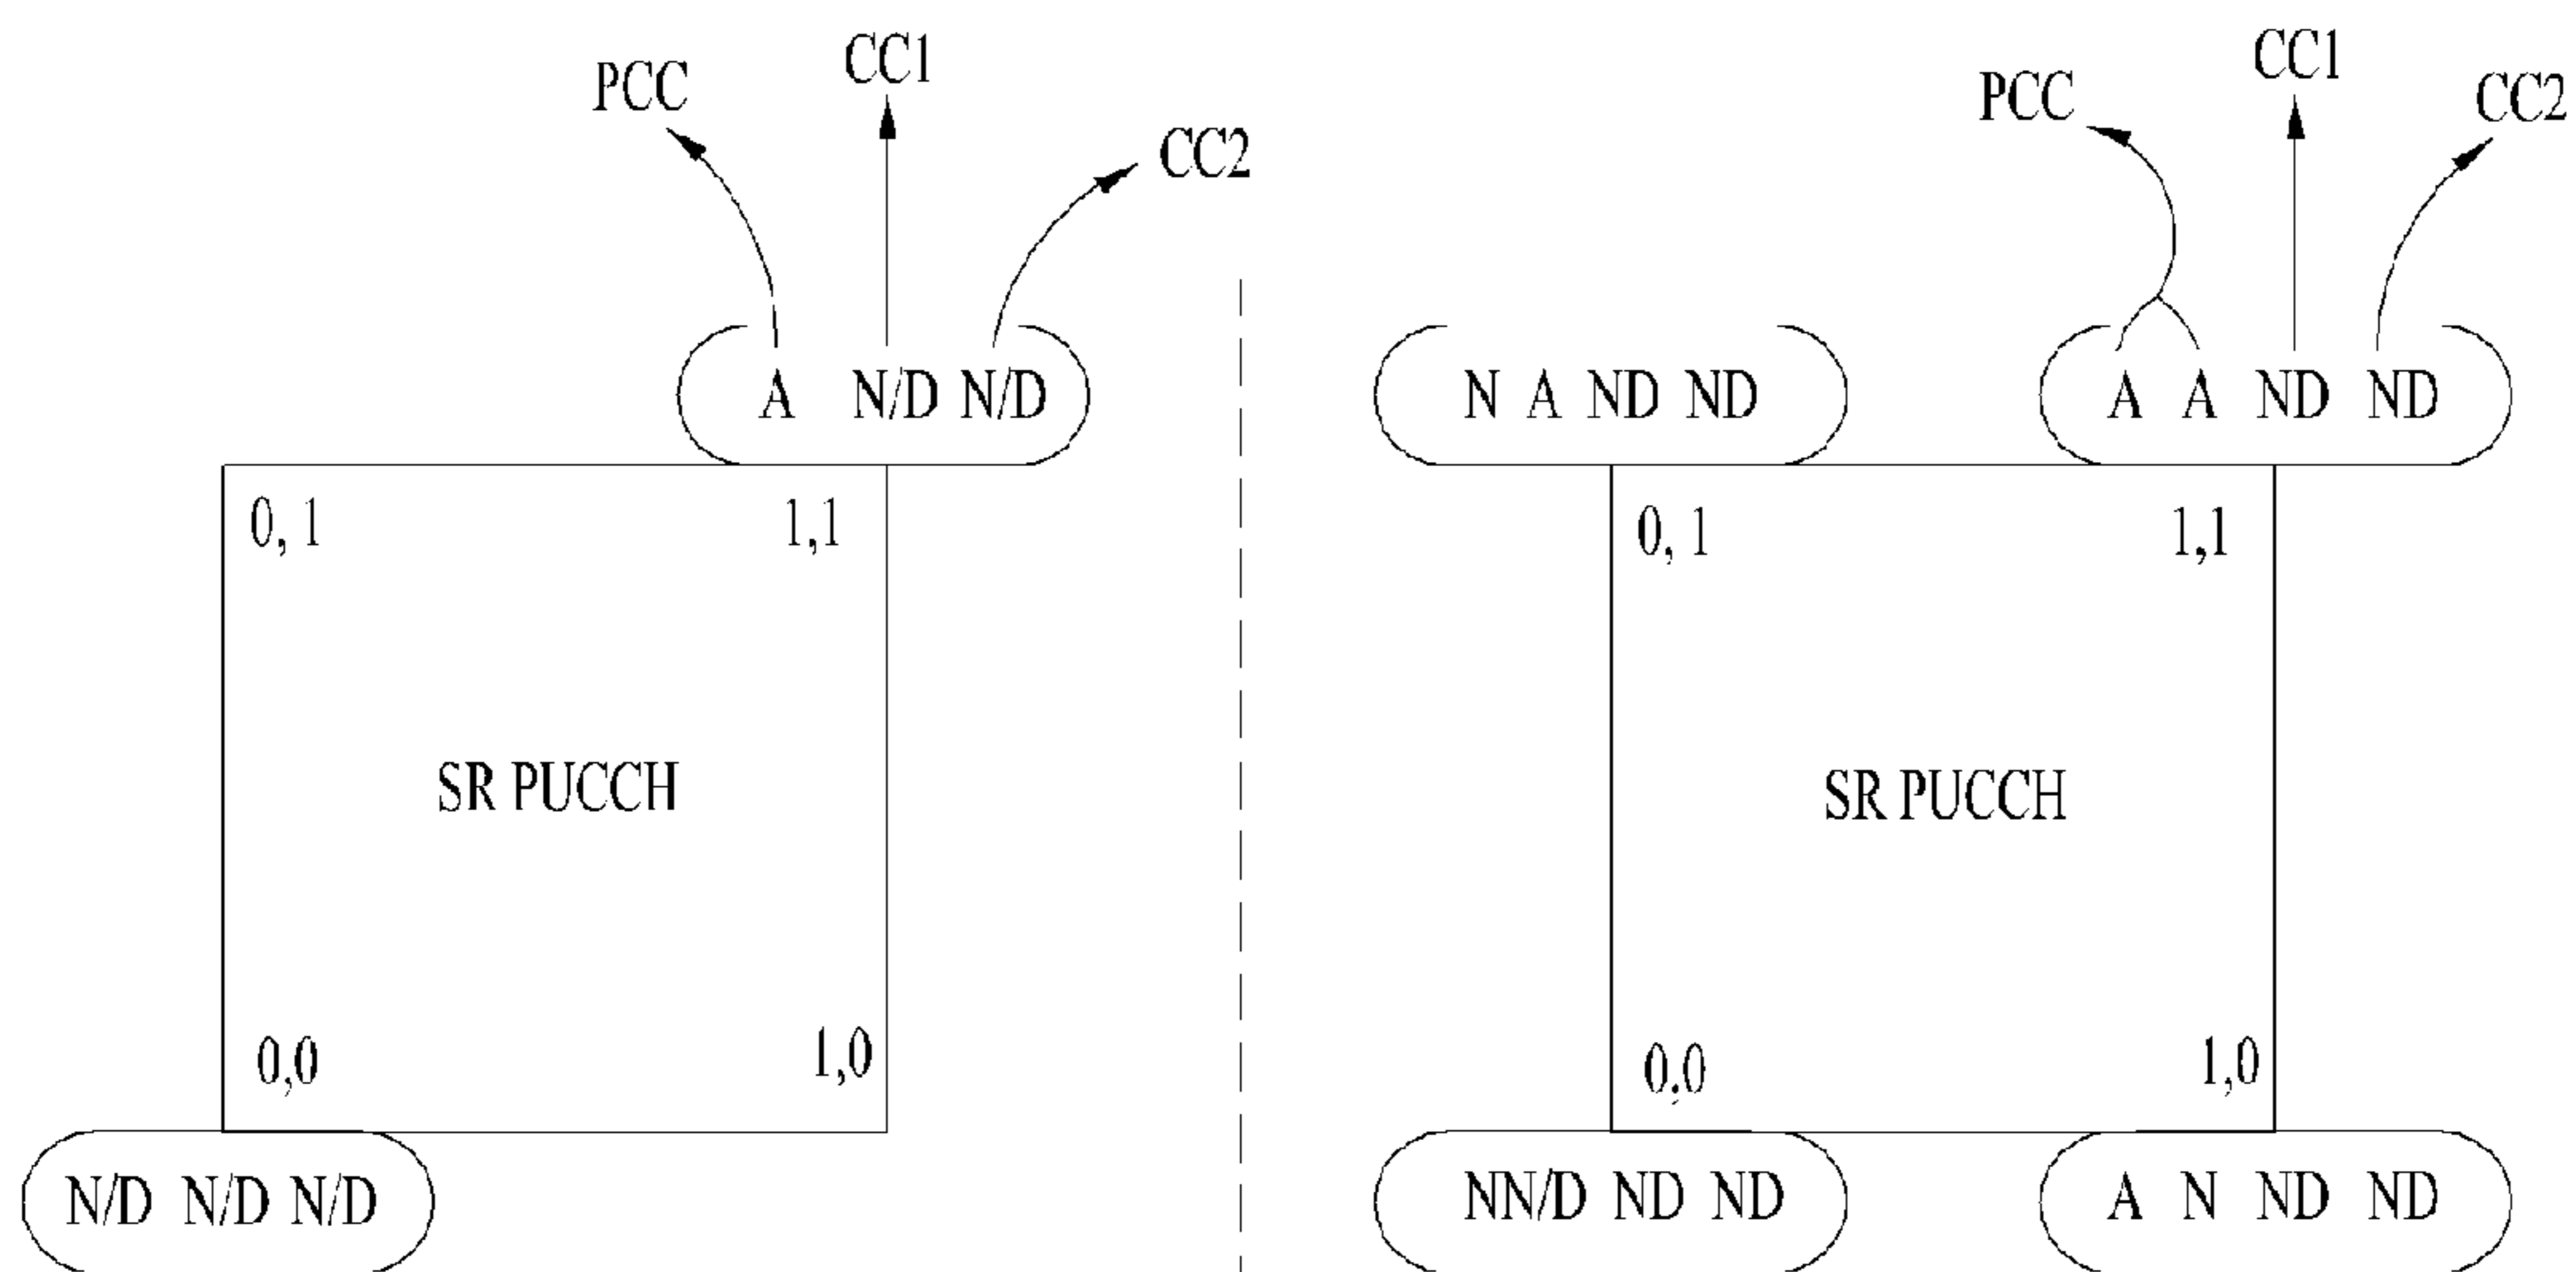 PCC CC1 CC2
A N/D N/D
0, 1 1,1
SR PUCCH
0,0 1,0
N/D N/D N/D
PCC CC1 CC2
N A ND ND A A ND ND
0, 1 1,1
SR PUCCH
0,0 1,0
NN/D ND ND A N ND ND